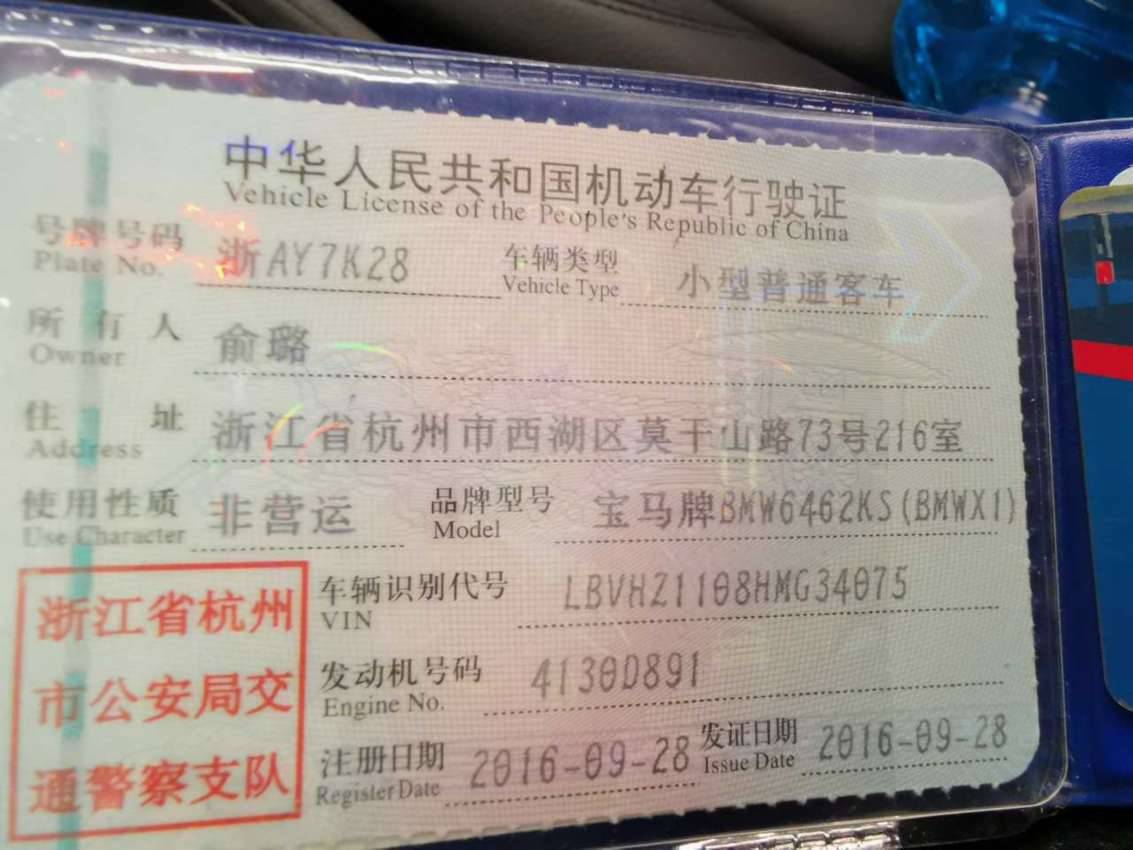 中华人民共和国机动车行驶证
Vehicle License of the People's Republic of China
号牌号码 浙AY7K28 车辆类型 小型普通客车
Plate No. Vehicle Type
所有人 俞璐
Owner
住址 浙江省杭州市西湖区莫干山路73号216室
Address
使用性质 非营运 品牌型号 宝马牌BMW6462KS(BMWX1)
Use Character Model
车辆识别代号 LBVHZ1108HMG34075
VIN
发动机号码 4130D891
Engine No.
注册日期 2016-09-28 发证日期 2016-09-28
Register Date Issue Date
浙江省杭州
市公安局交
通警察支队